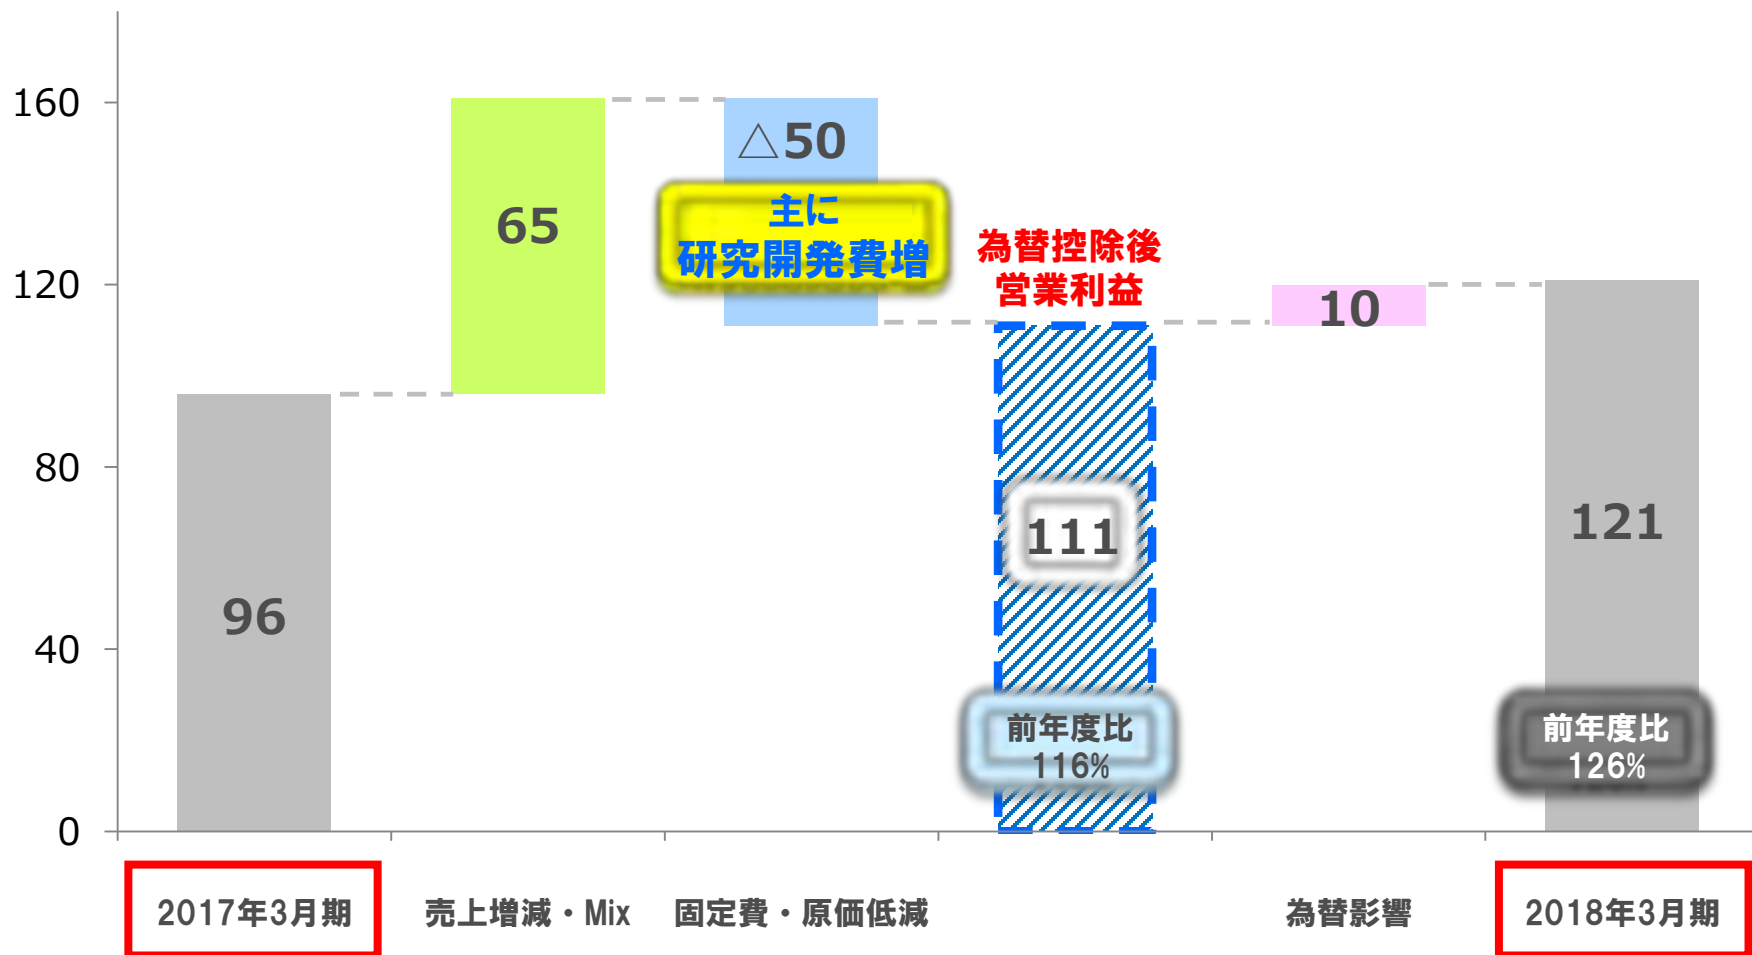 160
120
80
40
0
96
65
△50
主に
研究開発費増
為替控除後
営業利益
111
前年度比
116%
10
121
前年度比
126%
2017年3月期
売上増減・Mix
固定費・原価低減
為替影響
2018年3月期